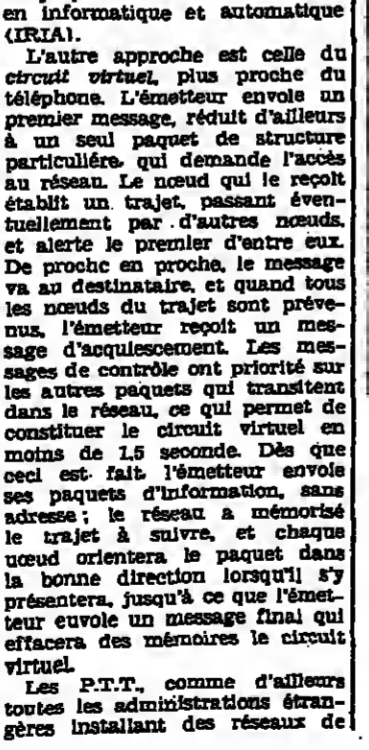 en informatique et automatique
(IRIA).
L'autre approche est celle du
circuit virtuel, plus proche du
téléphone. L'émetteur envoie un
premier message, réduit d'ailleurs
à un seul paquet de structure
particulière, qui demande l'accès
au réseau. Le nœud qui le reçoit
établit un trajet, passant éven-
tuellement par d'autres nœuds,
et alerte le premier d'entre eux.
De proche en proche, le message
va au destinataire, et quand tous
les nœuds du trajet sont préve-
nus, l'émetteur reçoit un mes-
sage d'acquiescement. Les mes-
sages de contrôle ont priorité sur
les autres paquets qui transitent
dans le réseau, ce qui permet de
constituer le circuit virtuel en
moins de 1,5 seconde. Dès que
ceci est fait, l'émetteur envoie
ses paquets d'information, sans
adresse ; le réseau a mémorisé
le trajet à suivre, et chaque
nœud orientera le paquet dans
la bonne direction lorsqu'il s'y
présentera, jusqu'à ce que l'émet-
teur envoie un message final qui
effacera des mémoires le circuit
virtuel.
Les P.T.T., comme d'ailleurs
toutes les administrations étran-
gères installant des réseaux de